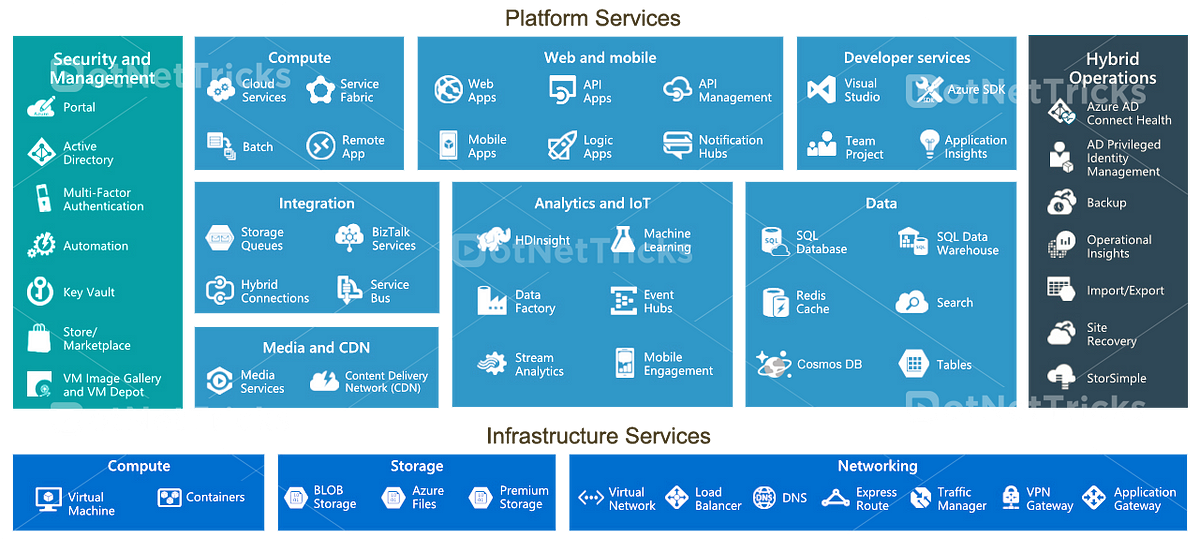 Platform Services
Security and
Management
Portal
Active
Directory
Multi-Factor
Authentication
Automation
Key Vault
Store/
Marketplace
VM Image Gallery
and VM Depot
Compute
Cloud
Services
Service
Fabric
Batch
Remote
App
Web and mobile
Web
Apps
API
Apps
API
Management
Mobile
Apps
Logic
Apps
Notification
Hubs
Developer services
Visual
Studio
Azure SDK
Team
Project
Application
Insights
Integration
Storage
Queues
BizTalk
Services
Hybrid
Connections
Service
Bus
Media and CDN
Media
Services
Content Delivery
Network (CDN)
Analytics and IoT
HDInsight
Machine
Learning
Data
Factory
Event
Hubs
Stream
Analytics
Mobile
Engagement
Data
SQL
SQL
Database
SQL
SQL Data
Warehouse
Redis
Cache
Search
Cosmos DB
Tables
Hybrid
Operations
Azure AD
Connect Health
AD Privileged
Identity
Management
Backup
Operational
Insights
Import/Export
Site
Recovery
StorSimple
DotNetTricks
DotNetTricks
DotNetTricks
DotNetTricks
Infrastructure Services
Compute
Virtual
Machine
Containers
Storage
BLOB
Storage
Azure
Files
Premium
Storage
Networking
Virtual
Network
Load
Balancer
DNS
DNS
Express
Route
Traffic
Manager
VPN
Gateway
Application
Gateway